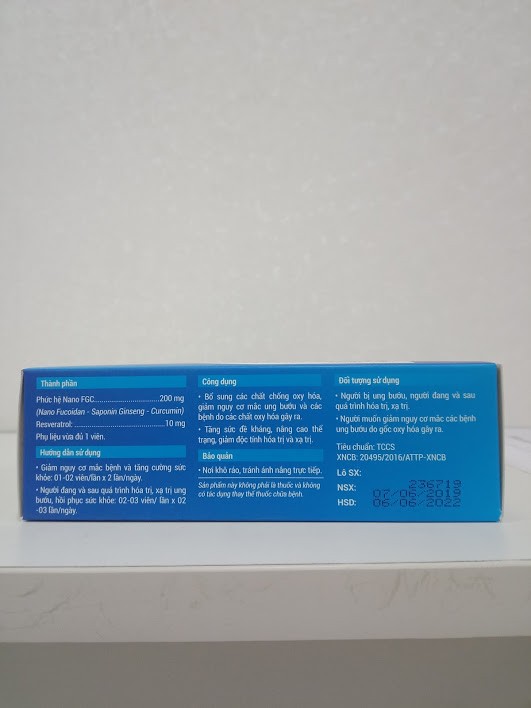 Thành phần
Phức hệ Nano FGC..............................200 mg
(Nano Fucoidan - Saponin Ginseng - Curcumin)
Resveratrol: ......................................10 mg
Phụ liệu vừa đủ 1 viên.
Hướng dẫn sử dụng
• Giảm nguy cơ mắc bệnh và tăng cường sức
khỏe: 01-02 viên/lần x 2 lần/ngày.
• Người đang và sau quá trình hóa trị, xạ trị ung
bướu, hồi phục sức khỏe: 02-03 viên/ lần x 02
-03 lần/ngày.
Công dụng
• Bổ sung các chất chống oxy hóa,
giảm nguy cơ mắc ung bướu và các
bệnh do các chất oxy hóa gây ra.
• Tăng sức đề kháng, nâng cao thể
trạng, giảm độc tính hóa trị và xạ trị.
Bảo quản
• Nơi khô ráo, tránh ánh nắng trực tiếp.
Sản phẩm này không phải là thuốc và không
có tác dụng thay thế thuốc chữa bệnh.
Đối tượng sử dụng
• Người bị ung bướu, người đang và sau
quá trình hóa trị, xạ trị.
• Người muốn giảm nguy cơ mắc các bệnh
ung bướu do gốc oxy hóa gây ra.
Tiêu chuẩn: TCCS
XNCB: 20495/2016/ATTP-XNCB
Lô SX: 236719
NSX: 07/06/2019
HSD: 06/06/2022